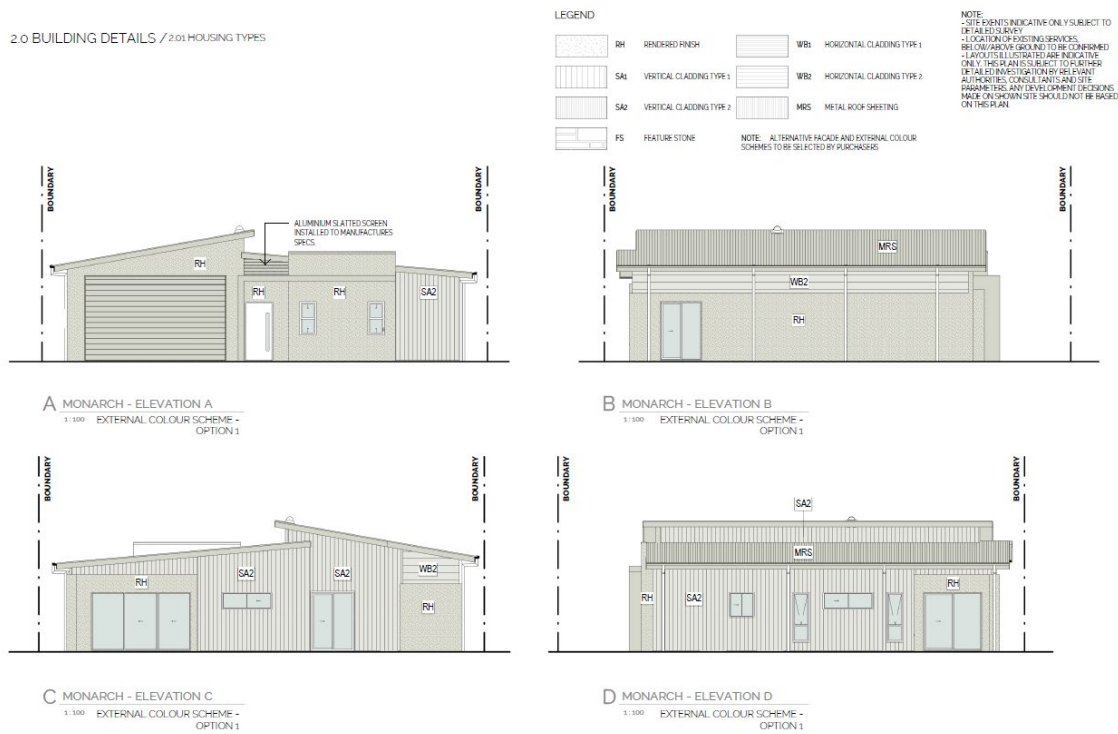 2.0 BUILDING DETAILS / 2.01 HOUSING TYPES
LEGEND
RH RENDERED FINISH
WB1 HORIZONTAL CLADDING TYPE 1
SA1 VERTICAL CLADDING TYPE 1
WB2 HORIZONTAL CLADDING TYPE 2
SA2 VERTICAL CLADDING TYPE 2
MRS METAL ROOF SHEETING
FS FEATURE STONE
NOTE: ALTERNATIVE FACADE AND EXTERNAL COLOUR
SCHEMES TO BE SELECTED BY PURCHASERS
NOTE:
- SITE EXENTS INDICATIVE ONLY SUBJECT TO
DETAILED SURVEY
- LOCATION OF EXISTING SERVICES,
BELOW/ABOVE GROUND TO BE CONFIRMED
- LAYOUTS ILLUSTRATED ARE INDICATIVE
ONLY. THIS PLAN IS SUBJECT TO FURTHER
DETAILED INVESTIGATION BY RELEVANT
AUTHORITIES, CONSULTANTS AND SITE
PARAMETERS. ANY DEVELOPMENT DECISIONS
MADE ON SHOWN SITE SHOULD NOT BE BASED
ON THIS PLAN.
BOUNDARY
BOUNDARY
ALUMINIUM SLATTED SCREEN
INSTALLED TO MANUFACTURES
SPECS.
RH
RH
RH
SA2
A MONARCH - ELEVATION A
1:100 EXTERNAL COLOUR SCHEME -
OPTION 1
BOUNDARY
BOUNDARY
MRS
WB2
RH
B MONARCH - ELEVATION B
1:100 EXTERNAL COLOUR SCHEME -
OPTION 1
BOUNDARY
BOUNDARY
RH
SA2
SA2
WB2
RH
C MONARCH - ELEVATION C
1:100 EXTERNAL COLOUR SCHEME -
OPTION 1
BOUNDARY
BOUNDARY
SA2
MRS
RH
SA2
RH
D MONARCH - ELEVATION D
1:100 EXTERNAL COLOUR SCHEME -
OPTION 1